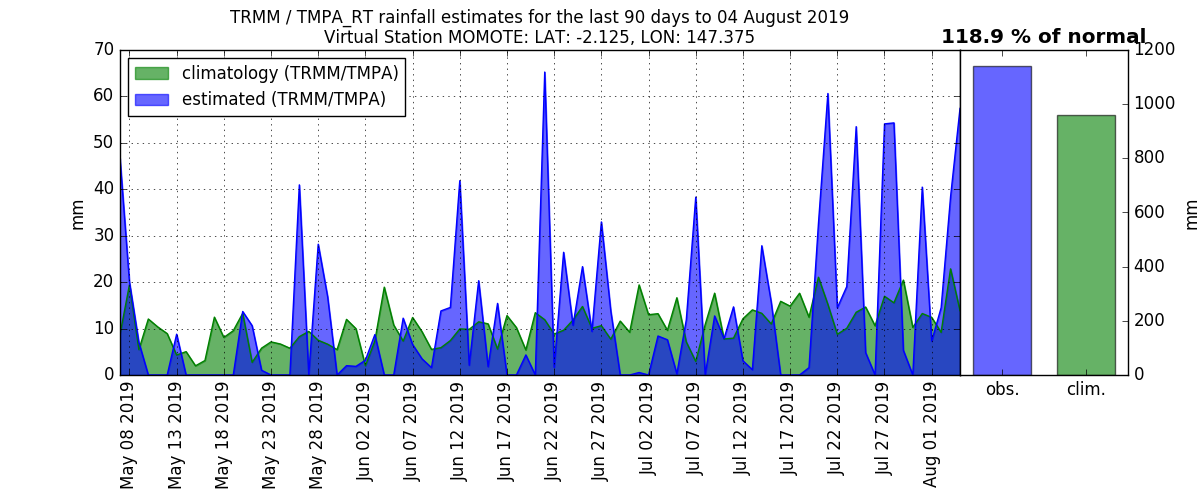 TRMM / TMPA_RT rainfall estimates for the last 90 days to 04 August 2019
Virtual Station MOMOTE: LAT: -2.125, LON: 147.375
118.9 % of normal
climatology (TRMM/TMPA)
estimated (TRMM/TMPA)
mm
70
60
50
40
30
20
10
0
May 08 2019
May 13 2019
May 18 2019
May 23 2019
May 28 2019
Jun 02 2019
Jun 07 2019
Jun 12 2019
Jun 17 2019
Jun 22 2019
Jun 27 2019
Jul 02 2019
Jul 07 2019
Jul 12 2019
Jul 17 2019
Jul 22 2019
Jul 27 2019
Aug 01 2019
obs.
clim.
1200
1000
800
600
400
200
0
mm